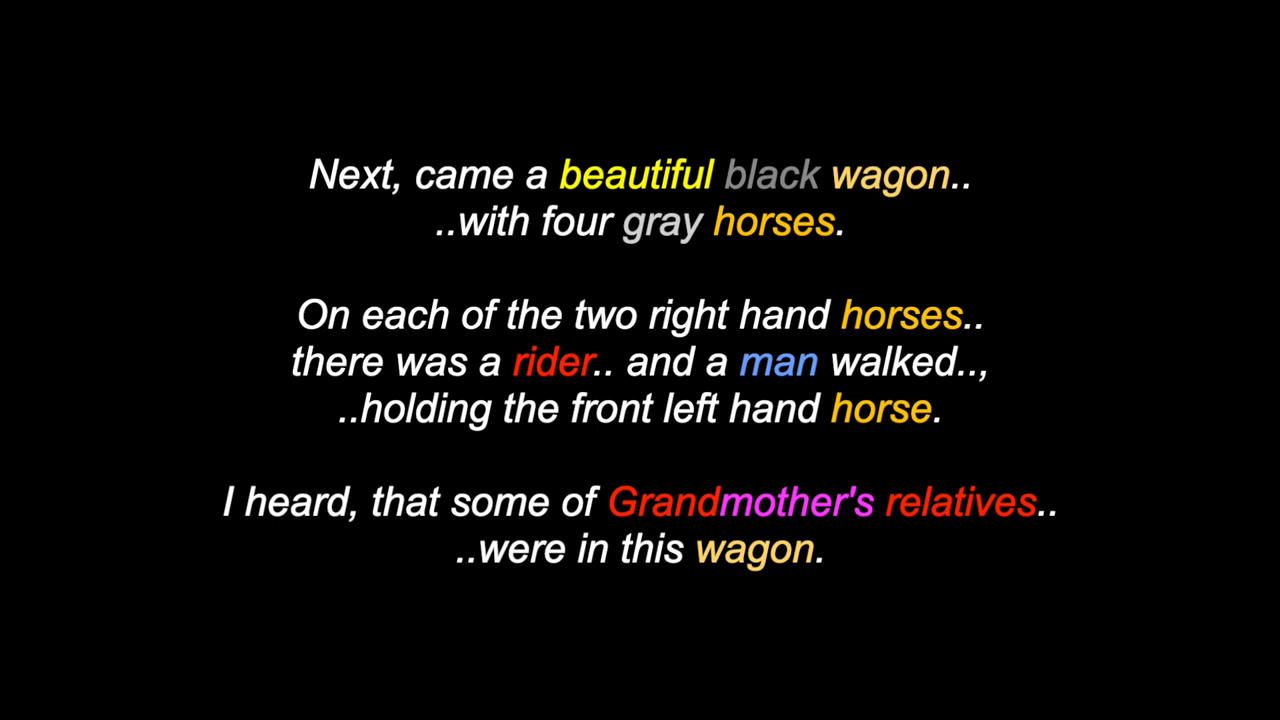 Next, came a beautiful black wagon..
..with four gray horses.
On each of the two right hand horses..
there was a rider.. and a man walked..,
..holding the front left hand horse.
I heard, that some of Grandmother's relatives..
..were in this wagon.